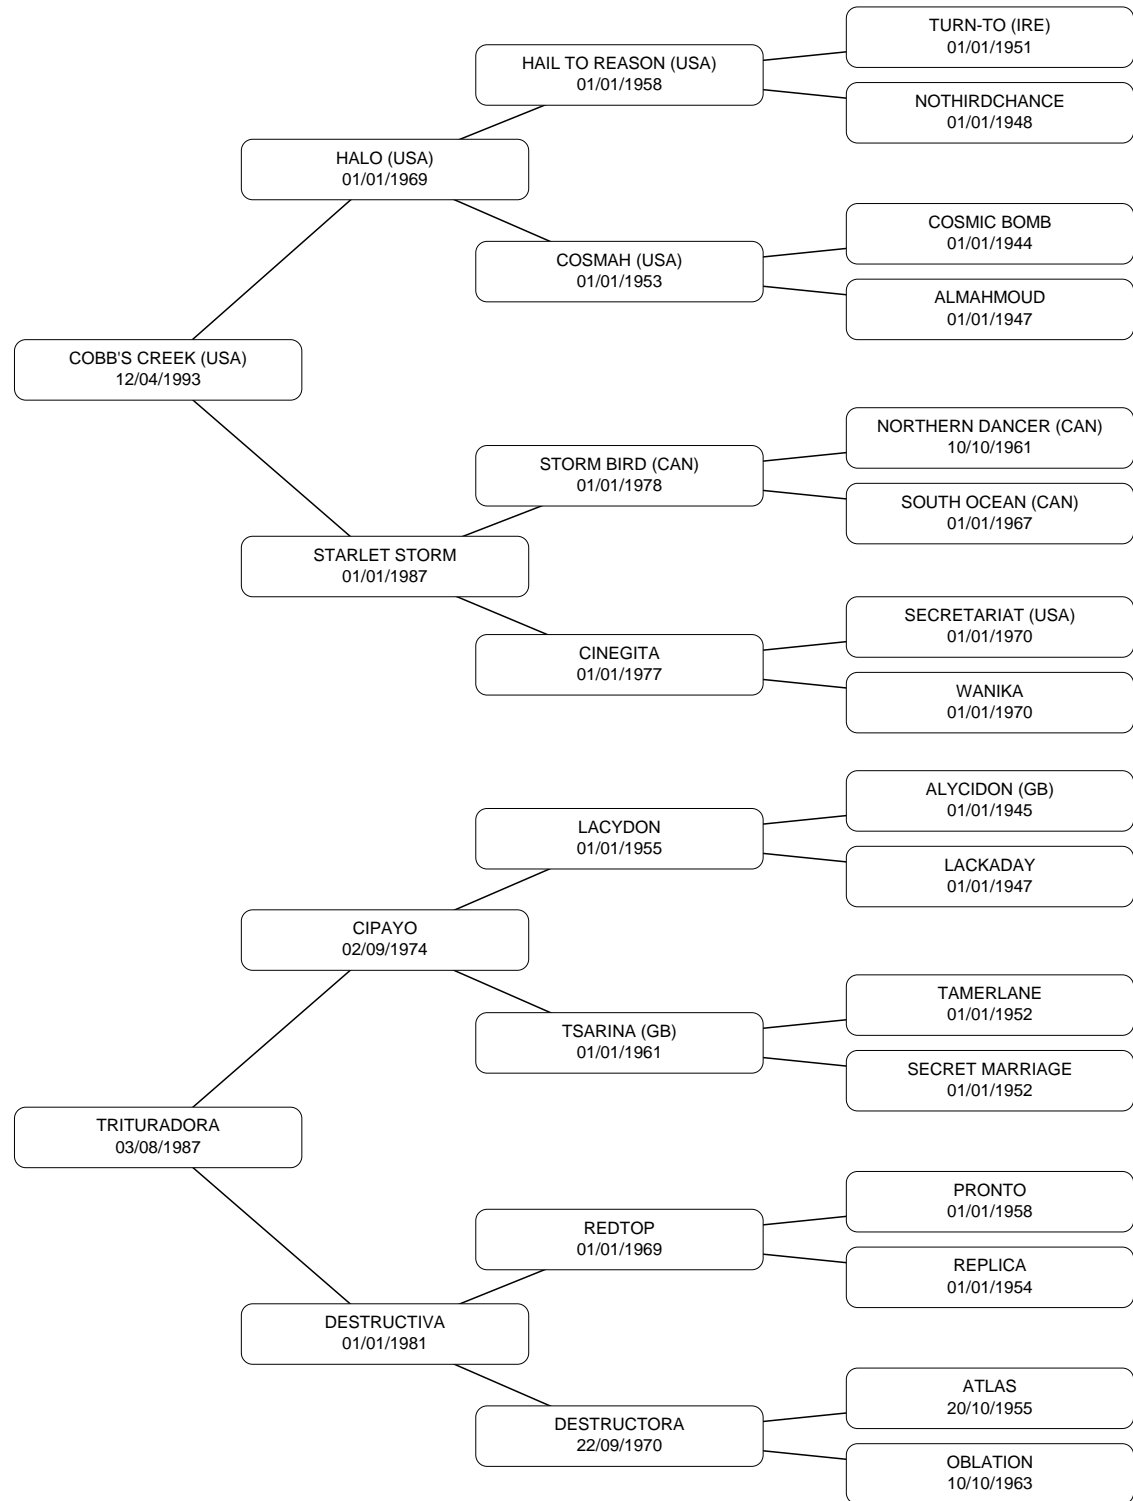 TURN-TO (IRE)
01/01/1951
HAIL TO REASON (USA)
01/01/1958
NOTHIRDCHANCE
01/01/1948
HALO (USA)
01/01/1969
COSMIC BOMB
01/01/1944
COSMAH (USA)
01/01/1953
ALMAHMOUD
01/01/1947
COBB'S CREEK (USA)
12/04/1993
NORTHERN DANCER (CAN)
10/10/1961
STORM BIRD (CAN)
01/01/1978
SOUTH OCEAN (CAN)
01/01/1967
STARLET STORM
01/01/1987
SECRETARIAT (USA)
01/01/1970
CINEGITA
01/01/1977
WANIKA
01/01/1970
ALYCIDON (GB)
01/01/1945
LACYDON
01/01/1955
LACKADAY
01/01/1947
CIPAYO
02/09/1974
TAMERLANE
01/01/1952
TSARINA (GB)
01/01/1961
SECRET MARRIAGE
01/01/1952
TRITURADORA
03/08/1987
PRONTO
01/01/1958
REDTOP
01/01/1969
REPLICA
01/01/1954
DESTRUCTIVA
01/01/1981
ATLAS
20/10/1955
DESTRUCTORA
22/09/1970
OBLATION
10/10/1963